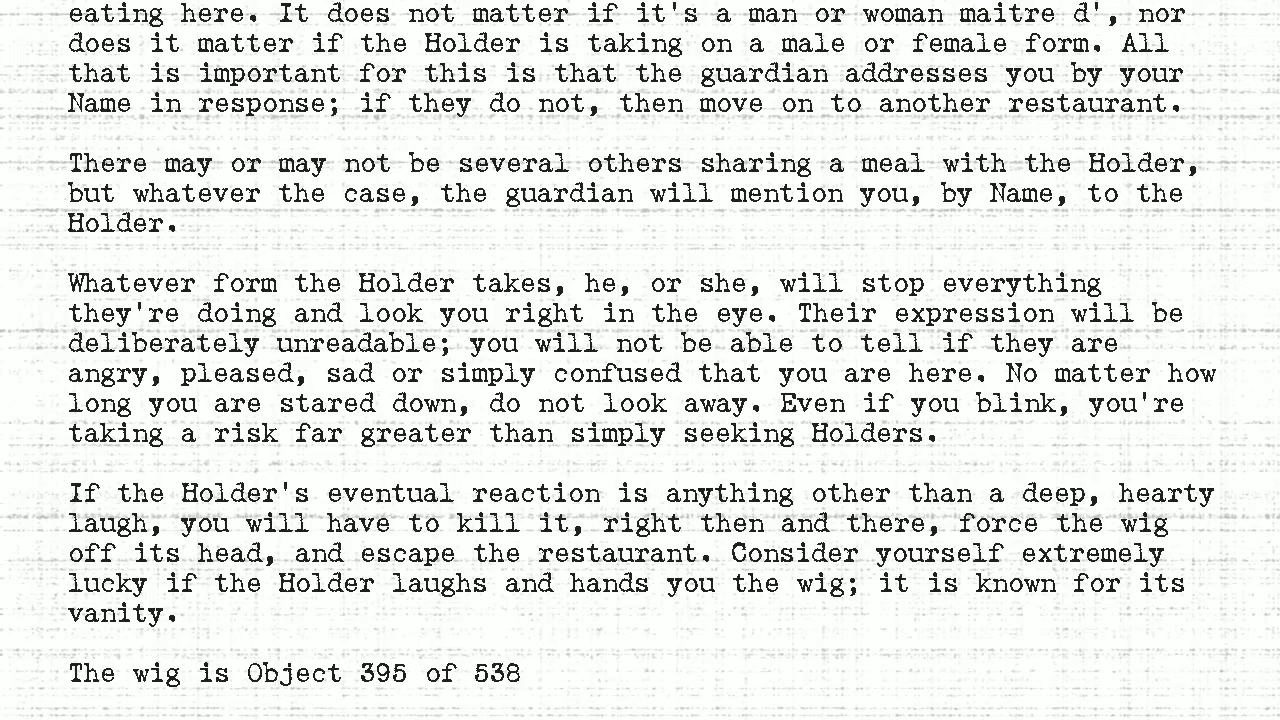 eating here. It does not matter if it's a man or woman maitre d', nor
does it matter if the Holder is taking on a male or female form. All
that is important for this is that the guardian addresses you by your
Name in response; if they do not, then move on to another restaurant.
There may or may not be several others sharing a meal with the Holder,
but whatever the case, the guardian will mention you, by Name, to the
Holder.
Whatever form the Holder takes, he, or she, will stop everything
they're doing and look you right in the eye. Their expression will be
deliberately unreadable; you will not be able to tell if they are
angry, pleased, sad or simply confused that you are here. No matter how
long you are stared down, do not look away. Even if you blink, you're
taking a risk far greater than simply seeking Holders.
If the Holder's eventual reaction is anything other than a deep, hearty
laugh, you will have to kill it, right then and there, force the wig
off its head, and escape the restaurant. Consider yourself extremely
lucky if the Holder laughs and hands you the wig; it is known for its
vanity.
The wig is Object 395 of 538